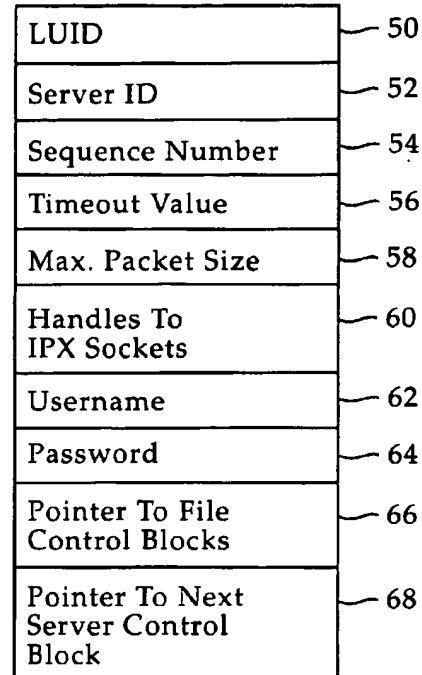 LUID 50
Server ID 52
Sequence Number 54
Timeout Value 56
Max. Packet Size 58
Handles To 60
IPX Sockets
Username 62
Password 64
Pointer To File 66
Control Blocks
Pointer To Next 68
Server Control
Block